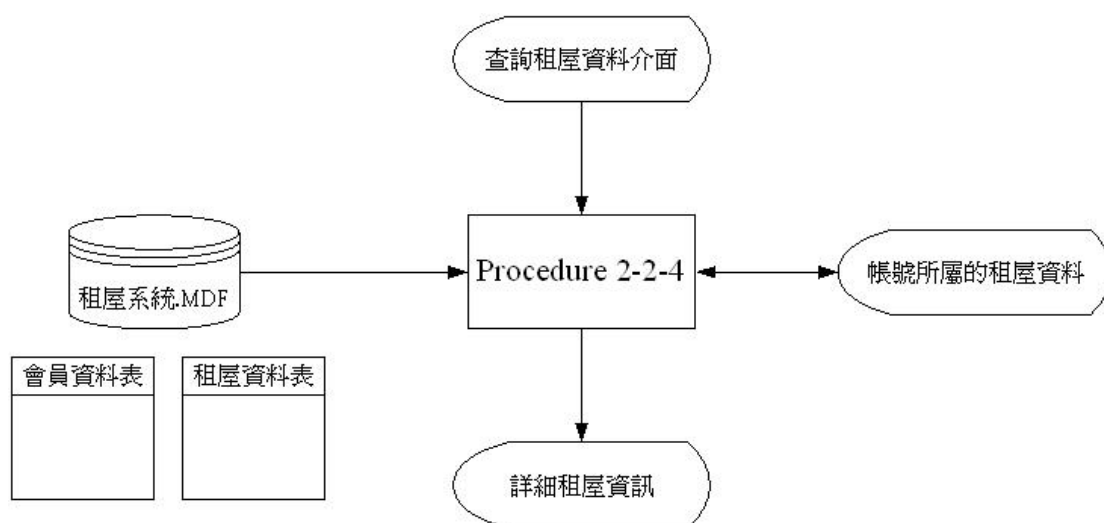 查詢租屋資料介面
Procedure 2-2-4
租屋系統.MDF
帳號所屬的租屋資料
會員資料表
租屋資料表
詳細租屋資訊